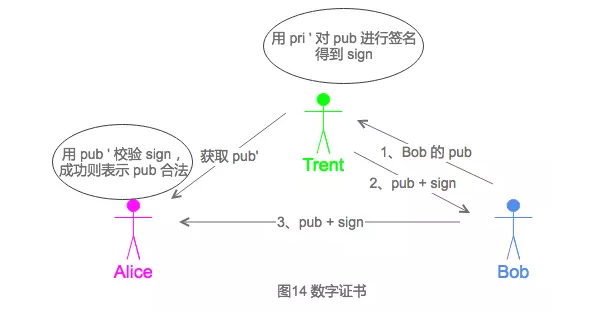 用 pri ' 对 pub 进行签名
得到 sign
用 pub ' 校验 sign，
成功则表示 pub 合法
获取 pub'
Trent
1、Bob 的 pub
2、pub + sign
3、pub + sign
Alice
Bob
图14 数字证书